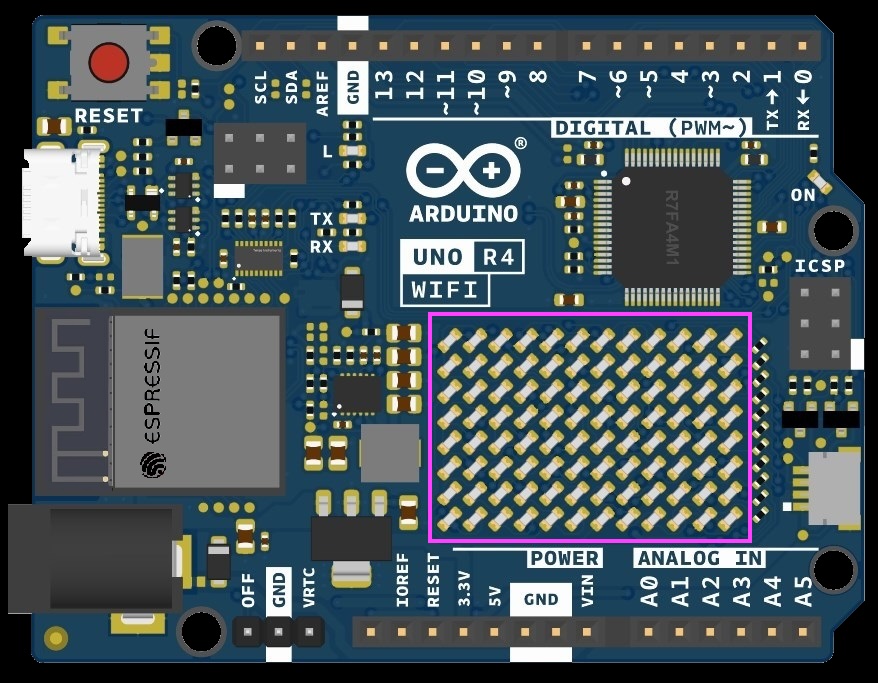 RESET
SCL
SDA
AREF
GND
13
12
~11
~10
~9
8
7
~6
~5
4
~3
2
TX→1
RX←0
DIGITAL (PWM~)
L
®
ARDUINO
TX
RX
UNO R4
WIFI
R7FA4M1
ON
ICSP
ESPRESSIF
POWER
ANALOG IN
OFF
GND
VRTC
IOREF
RESET
3.3V
5V
GND
VIN
A0
A1
A2
A3
A4
A5